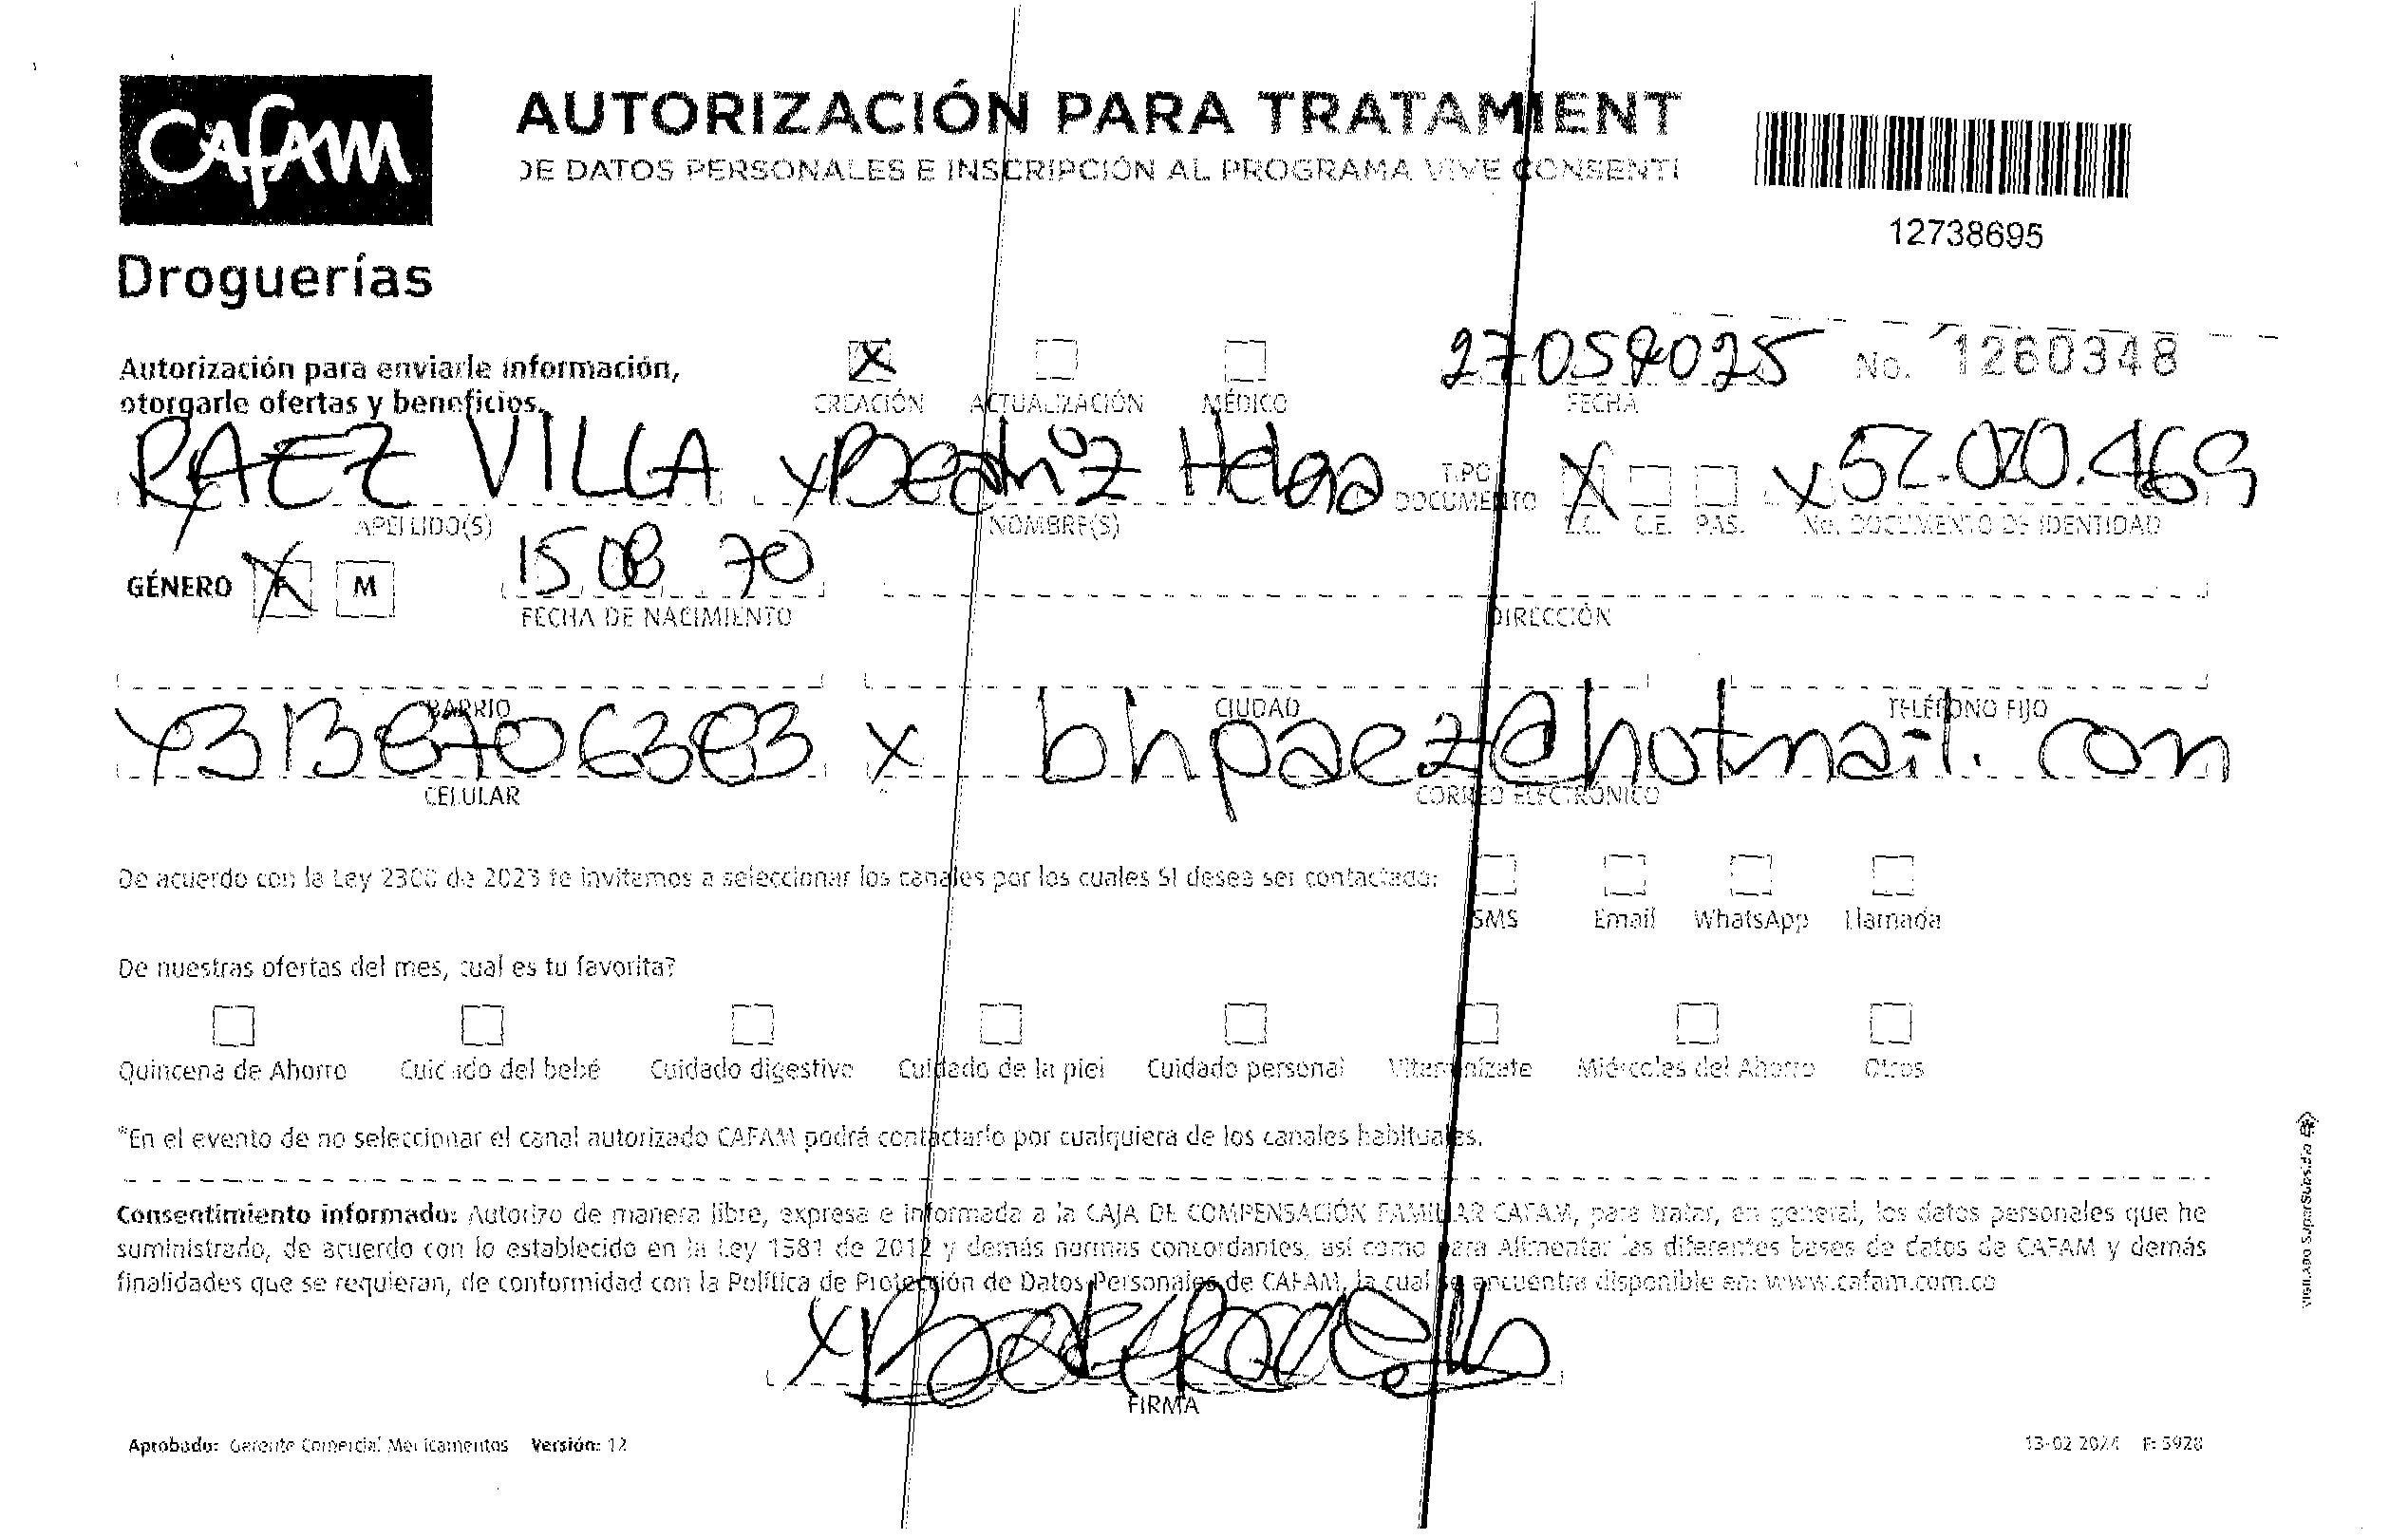 Cafam
Droguerías
AUTORIZACIÓN PARA TRATAMIENT
DE DATOS PERSONALES E INSCRIPCIÓN AL PROGRAMA VIVE CONSENTI
12738695
Autorización para enviarle información,
otorgarle ofertas y beneficios.
X
CREACIÓN ACTUALIZACIÓN MÉDICO
27052025
FECHA
No. 1260348
PAEZ VILLA x Beatriz Helena TIPO DOCUMENTO X x 52.020.469
APELLIDO(S) NOMBRE(S) C.C. C.E. PAS. No. DOCUMENTO DE IDENTIDAD
GÉNERO X F M 15 08 70
FECHA DE NACIMIENTO DIRECCIÓN
BARRIO CIUDAD TELÉFONO FIJO
x3138706383 x bhpaez@hotmail.com
CELULAR CORREO ELECTRÓNICO
De acuerdo con la Ley 2300 de 2023 te invitamos a seleccionar los canales por los cuales SI desea ser contactado:
SMS Email WhatsApp Llamada
De nuestras ofertas del mes, cual es tu favorita?
Quincena de Ahorro Cuidado del bebé Cuidado digestivo Cuidado de la piel Cuidado personal Vitamínizate Miércoles del Ahorro Otros
*En el evento de no seleccionar el canal autorizado CAFAM podrá contactarlo por cualquiera de los canales habituales.
Consentimiento informado: Autorizo de manera libre, expresa e informada a la CAJA DE COMPENSACIÓN FAMILIAR CAFAM, para tratar, en general, los datos personales que he
suministrado, de acuerdo con lo establecido en la Ley 1581 de 2012 y demás normas concordantes, así como para Alimentar las diferentes bases de datos de CAFAM y demás
finalidades que se requieran, de conformidad con la Política de Protección de Datos Personales de CAFAM, la cual se encuentra disponible en: www.cafam.com.co
x
FIRMA
Aprobado: Gerente Comercial Medicamentos Versión: 12
13-02 2024 F: 5928
VIGILADO SuperSubsidio